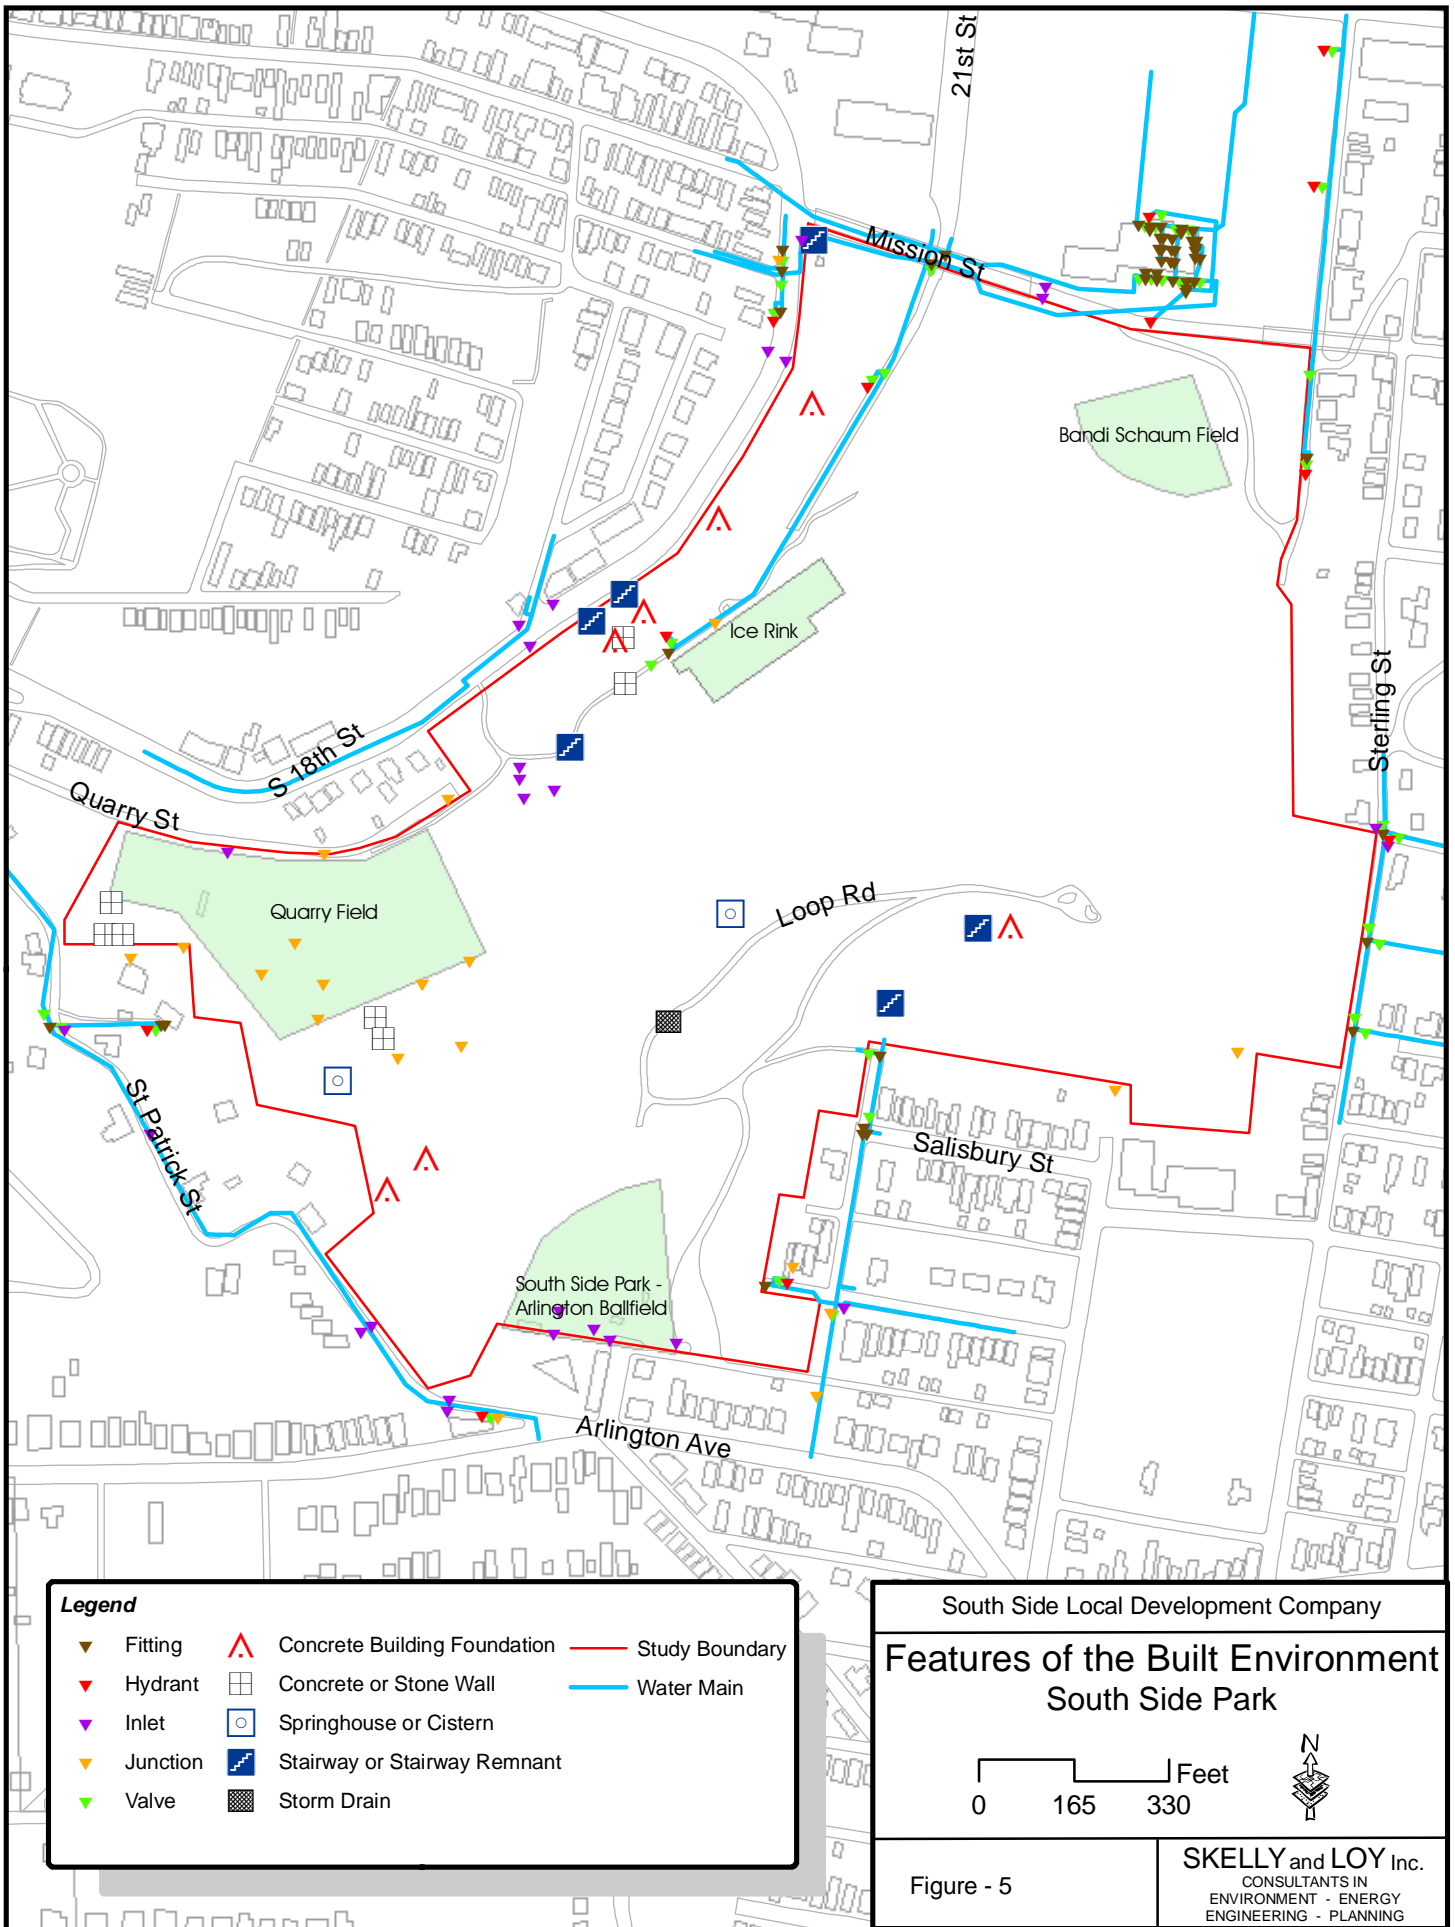 21st St
Mission St
Bandi Schaum Field
Ice Rink
Sterling St
S 18th St
Quarry St
Quarry Field
Loop Rd
St Patrick St
Salisbury St
South Side Park -
Arlington Ballfield
Arlington Ave
Legend
Fitting
Hydrant
Inlet
Junction
Valve
Concrete Building Foundation
Concrete or Stone Wall
Springhouse or Cistern
Stairway or Stairway Remnant
Storm Drain
Study Boundary
Water Main
South Side Local Development Company
Features of the Built Environment
South Side Park
N
Feet
0 165 330
Figure - 5
SKELLY and LOY Inc.
CONSULTANTS IN
ENVIRONMENT - ENERGY
ENGINEERING - PLANNING